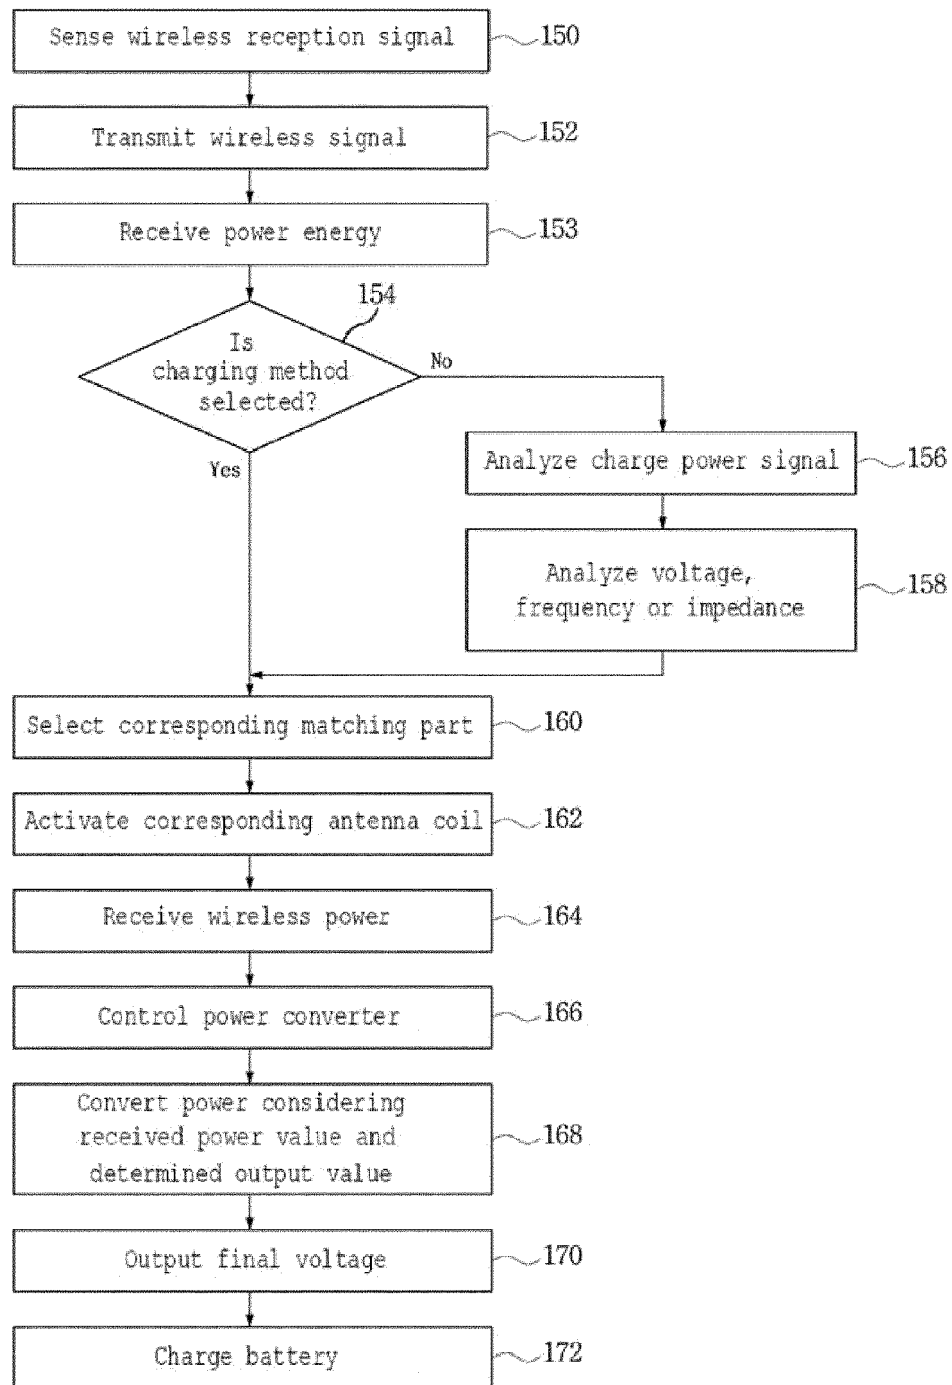 Sense wireless reception signal
150
Transmit wireless signal
152
Receive power energy
153
154
Is
charging method
selected?
No
Yes
Analyze charge power signal
156
Analyze voltage,
frequency or impedance
158
Select corresponding matching part
160
Activate corresponding antenna coil
162
Receive wireless power
164
Control power converter
166
Convert power considering
received power value and
determined output value
168
Output final voltage
170
Charge battery
172